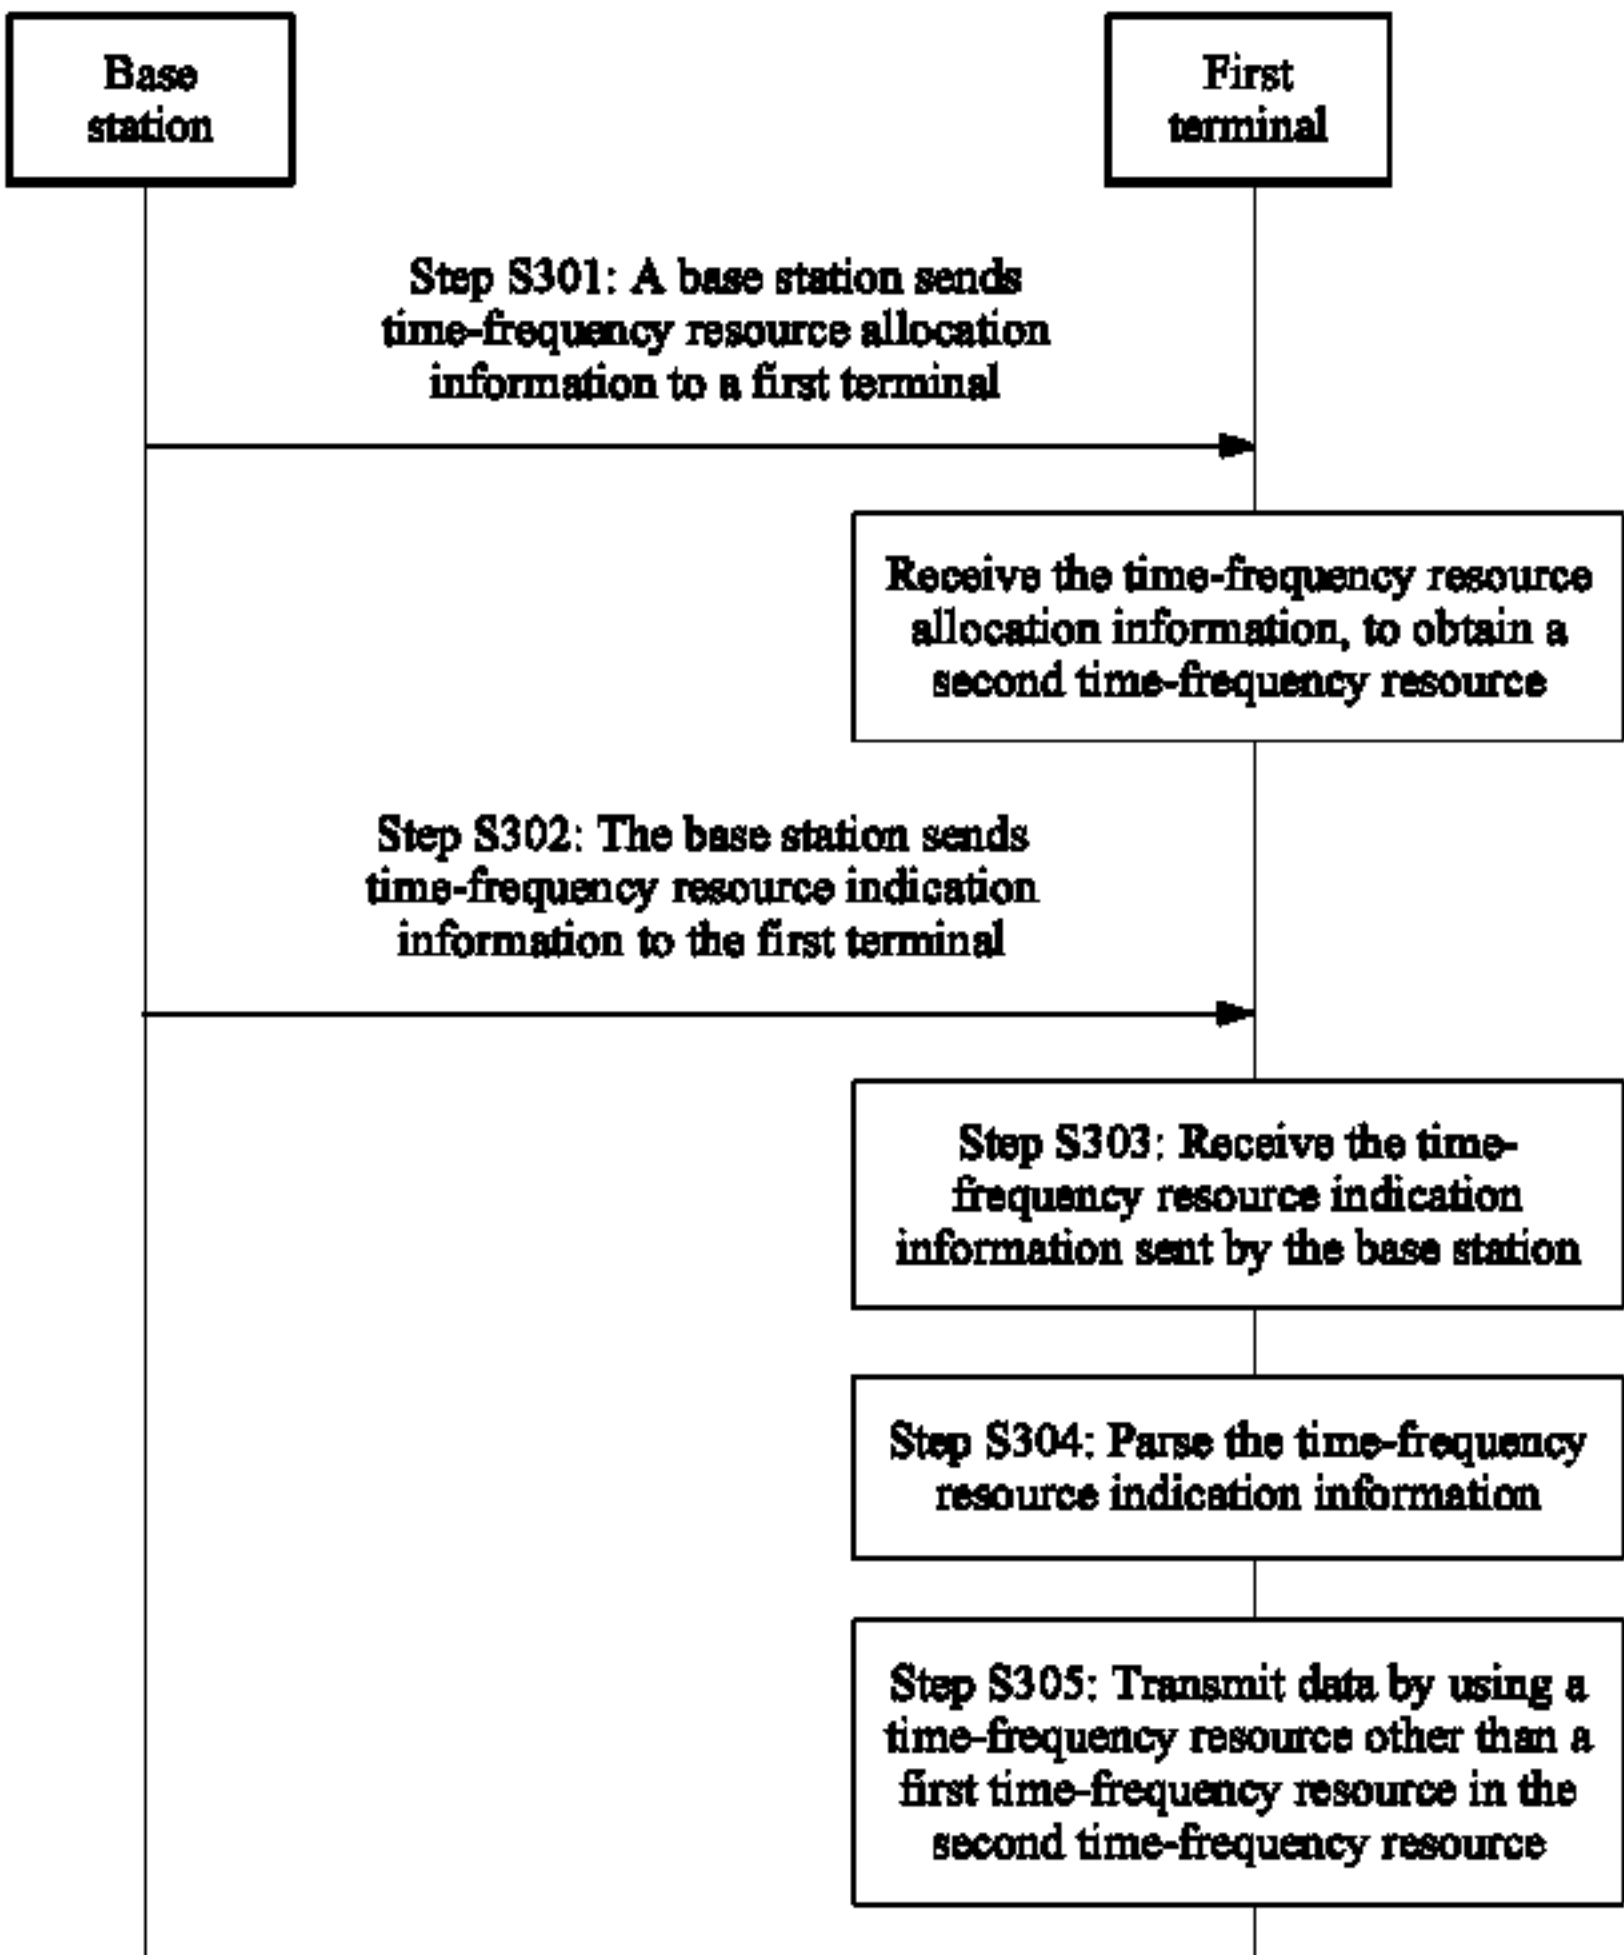 Base
station
First
terminal
Step S301: A base station sends
time-frequency resource allocation
information to a first terminal
Receive the time-frequency resource
allocation information, to obtain a
second time-frequency resource
Step S302: The base station sends
time-frequency resource indication
information to the first terminal
Step S303: Receive the time-
frequency resource indication
information sent by the base station
Step S304: Parse the time-frequency
resource indication information
Step S305: Transmit data by using a
time-frequency resource other than a
first time-frequency resource in the
second time-frequency resource